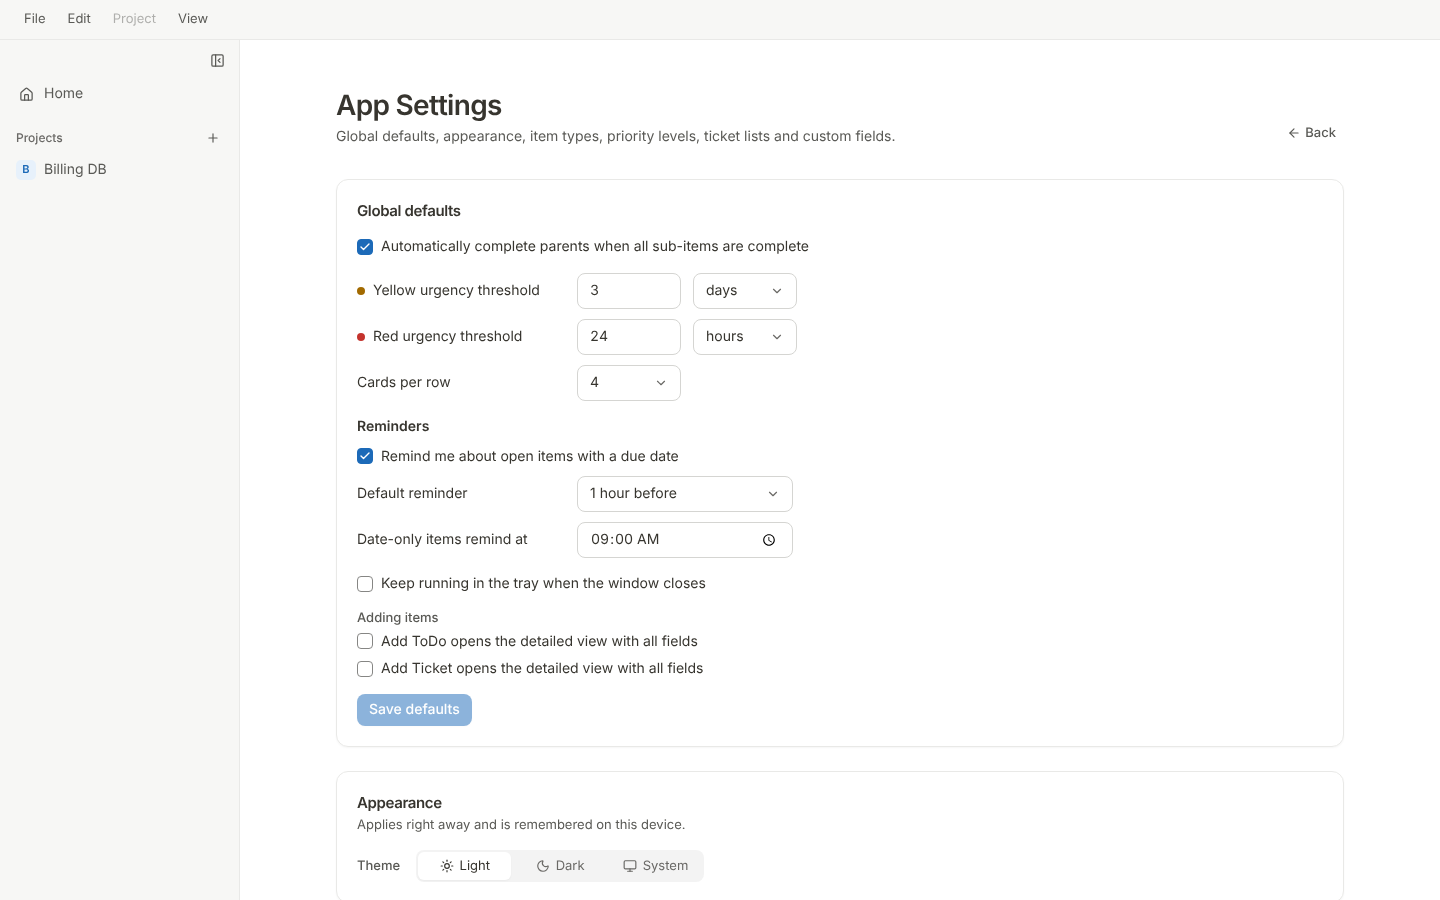 File Edit Project View
Home
Projects
B Billing DB
App Settings
Global defaults, appearance, item types, priority levels, ticket lists and custom fields.
Back
Global defaults
Automatically complete parents when all sub-items are complete
Yellow urgency threshold 3 days
Red urgency threshold 24 hours
Cards per row 4
Reminders
Remind me about open items with a due date
Default reminder 1 hour before
Date-only items remind at 09:00 AM
Keep running in the tray when the window closes
Adding items
Add ToDo opens the detailed view with all fields
Add Ticket opens the detailed view with all fields
Save defaults
Appearance
Applies right away and is remembered on this device.
Theme Light Dark System